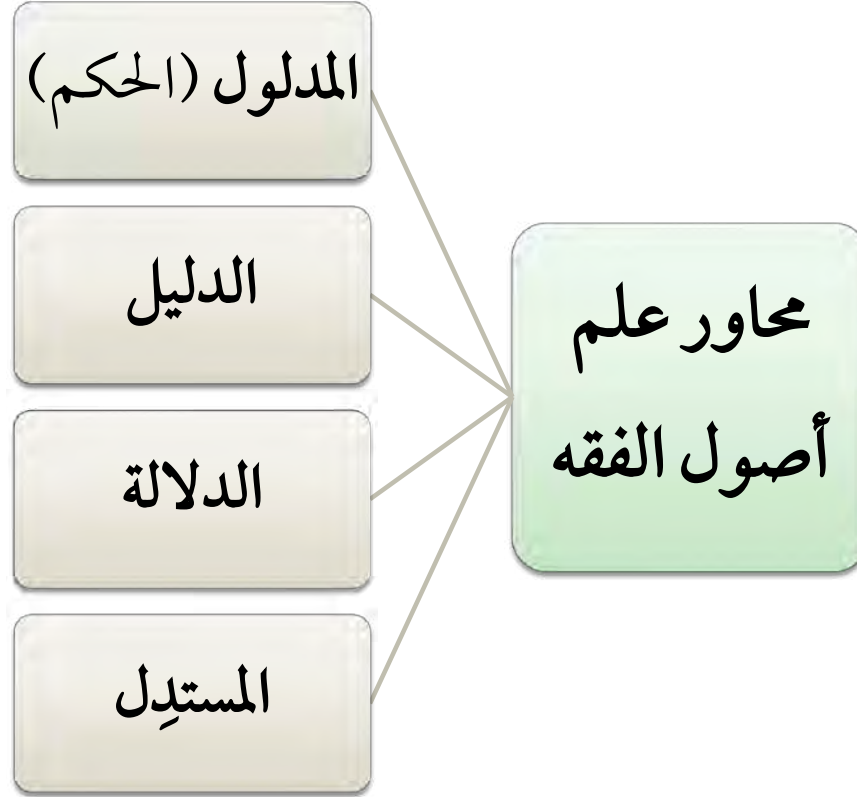 محاور علم
أصول الفقه
المدلول (الحكم)
الدليل
الدلالة
المستدِل